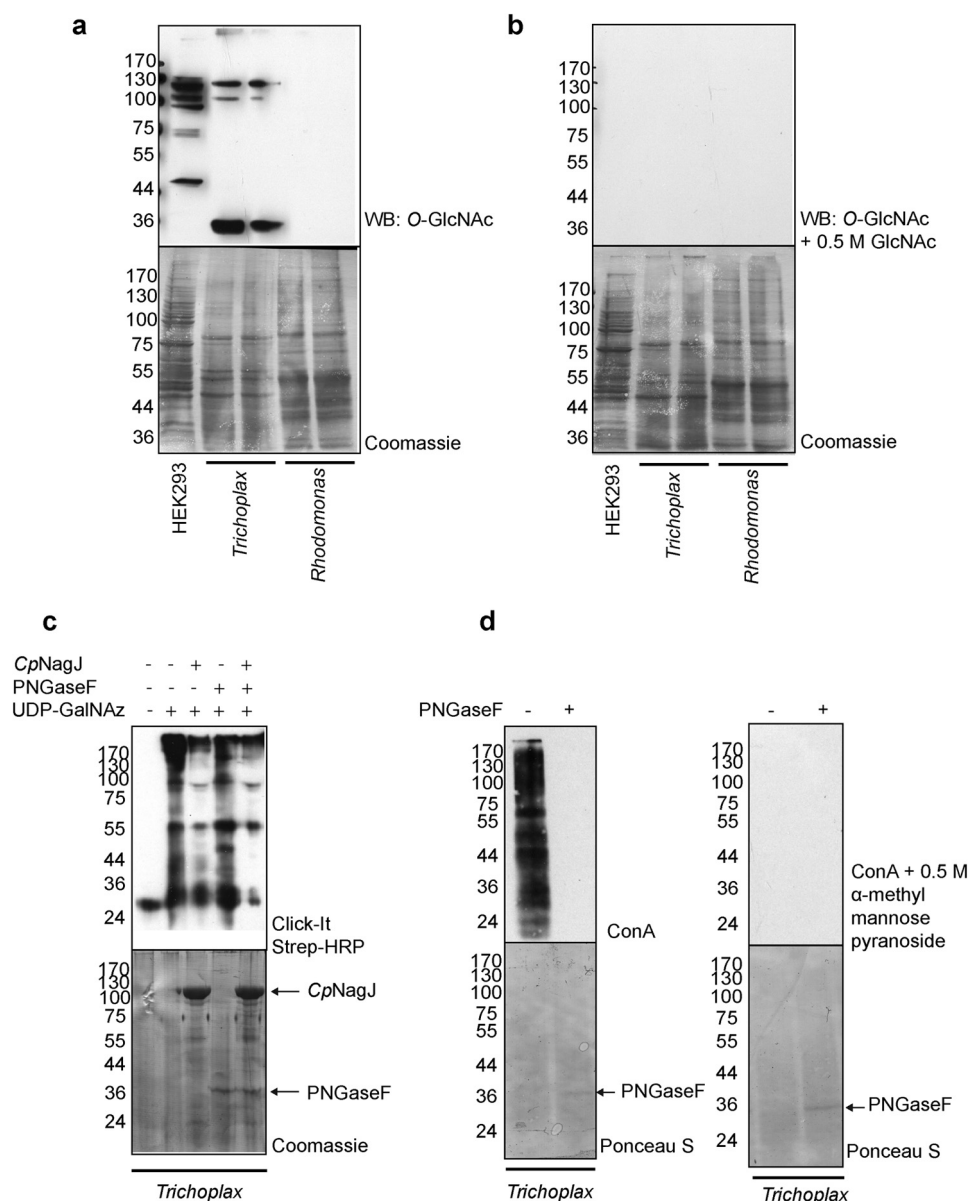 a
170
130
100
75
55
44
36
WB: O-GlcNAc
170
130
100
75
55
44
36
Coomassie
HEK293
Trichoplax
Rhodomonas
b
170
130
100
75
55
44
36
WB: O-GlcNAc
+ 0.5 M GlcNAc
170
130
100
75
55
44
36
Coomassie
HEK293
Trichoplax
Rhodomonas
c
CpNagJ - - + - +
PNGaseF - - - + +
UDP-GalNAz - + + + +
170
130
100
75
55
44
36
24
Click-It
Strep-HRP
170
130
100
75
55
44
36
24
CpNagJ
PNGaseF
Coomassie
Trichoplax
d
PNGaseF - +
170
130
100
75
55
44
36
24
ConA
170
130
100
75
55
44
36
24
PNGaseF
Ponceau S
Trichoplax
- +
170
130
100
75
55
44
36
24
ConA + 0.5 M
α-methyl
mannose
pyranoside
170
130
100
75
55
44
36
24
PNGaseF
Ponceau S
Trichoplax